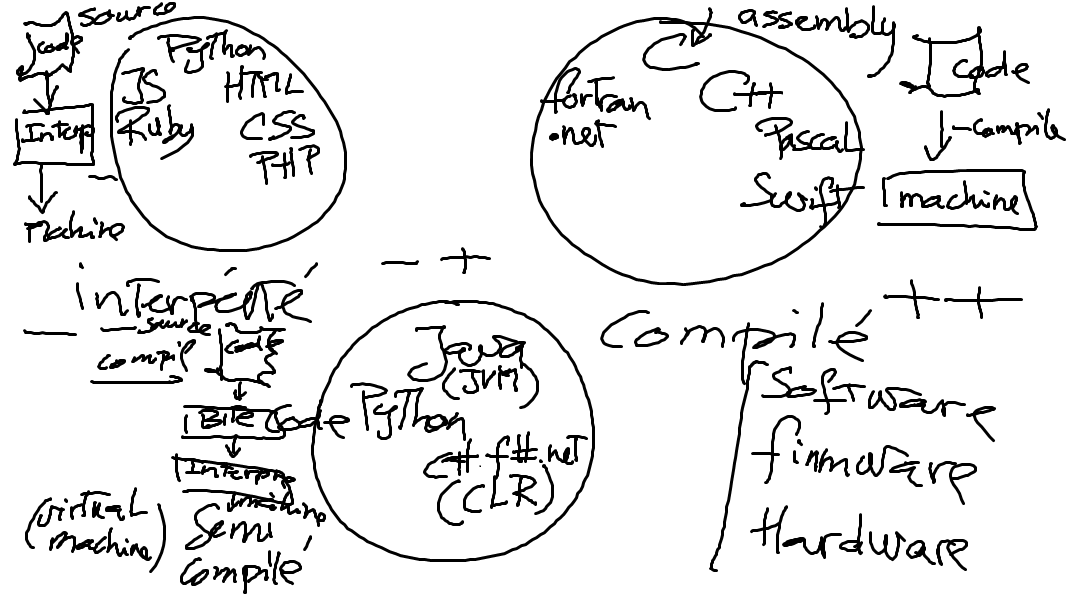 source
code
Interp
Machine
Python
JS HTML
Ruby CSS
PHP
interpété
assembly
C
fortran C++
.net Pascal
Swift
code
compile
machine
Compilé
- +
++
source
compil code
Bite Code
Interpre
machine
(virtual machine)
Semi
compilé
Java
(JVM)
Python
C# f# .net
(CLR)
Software
firmware
Hardware